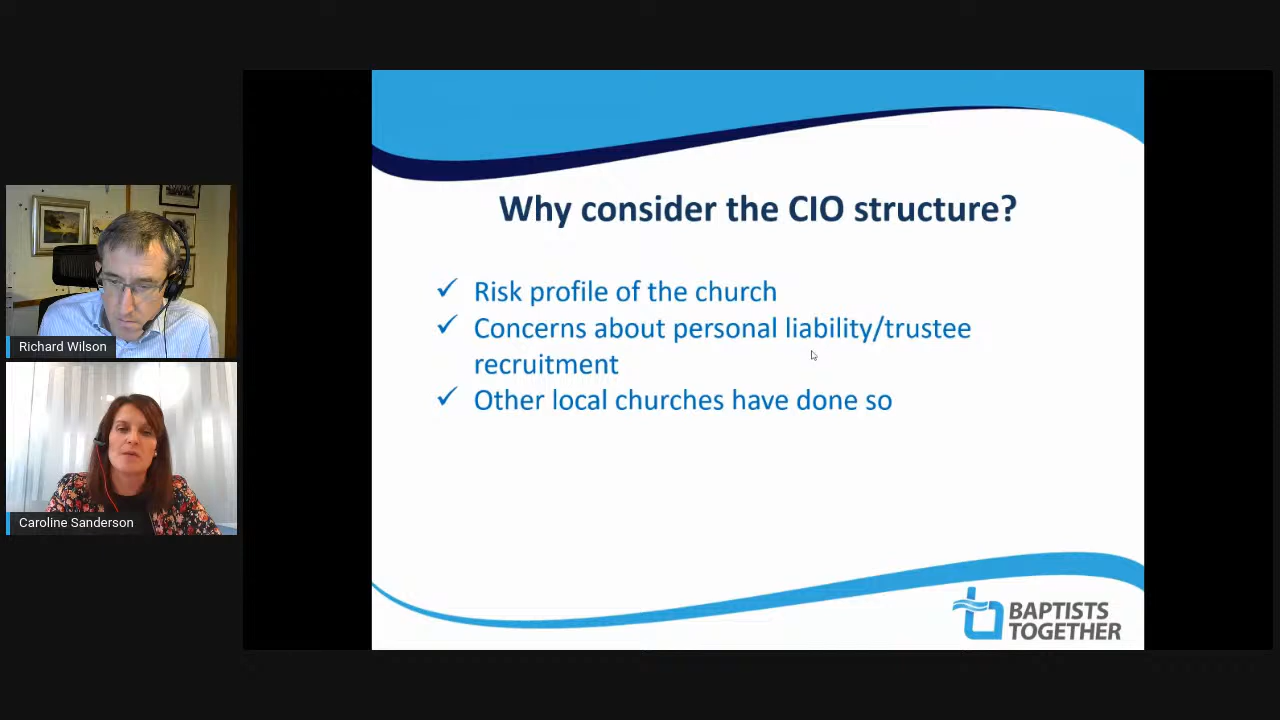 Richard Wilson
Caroline Sanderson
Why consider the CIO structure?
✓ Risk profile of the church
✓ Concerns about personal liability/trustee
recruitment
✓ Other local churches have done so
BAPTISTS
TOGETHER